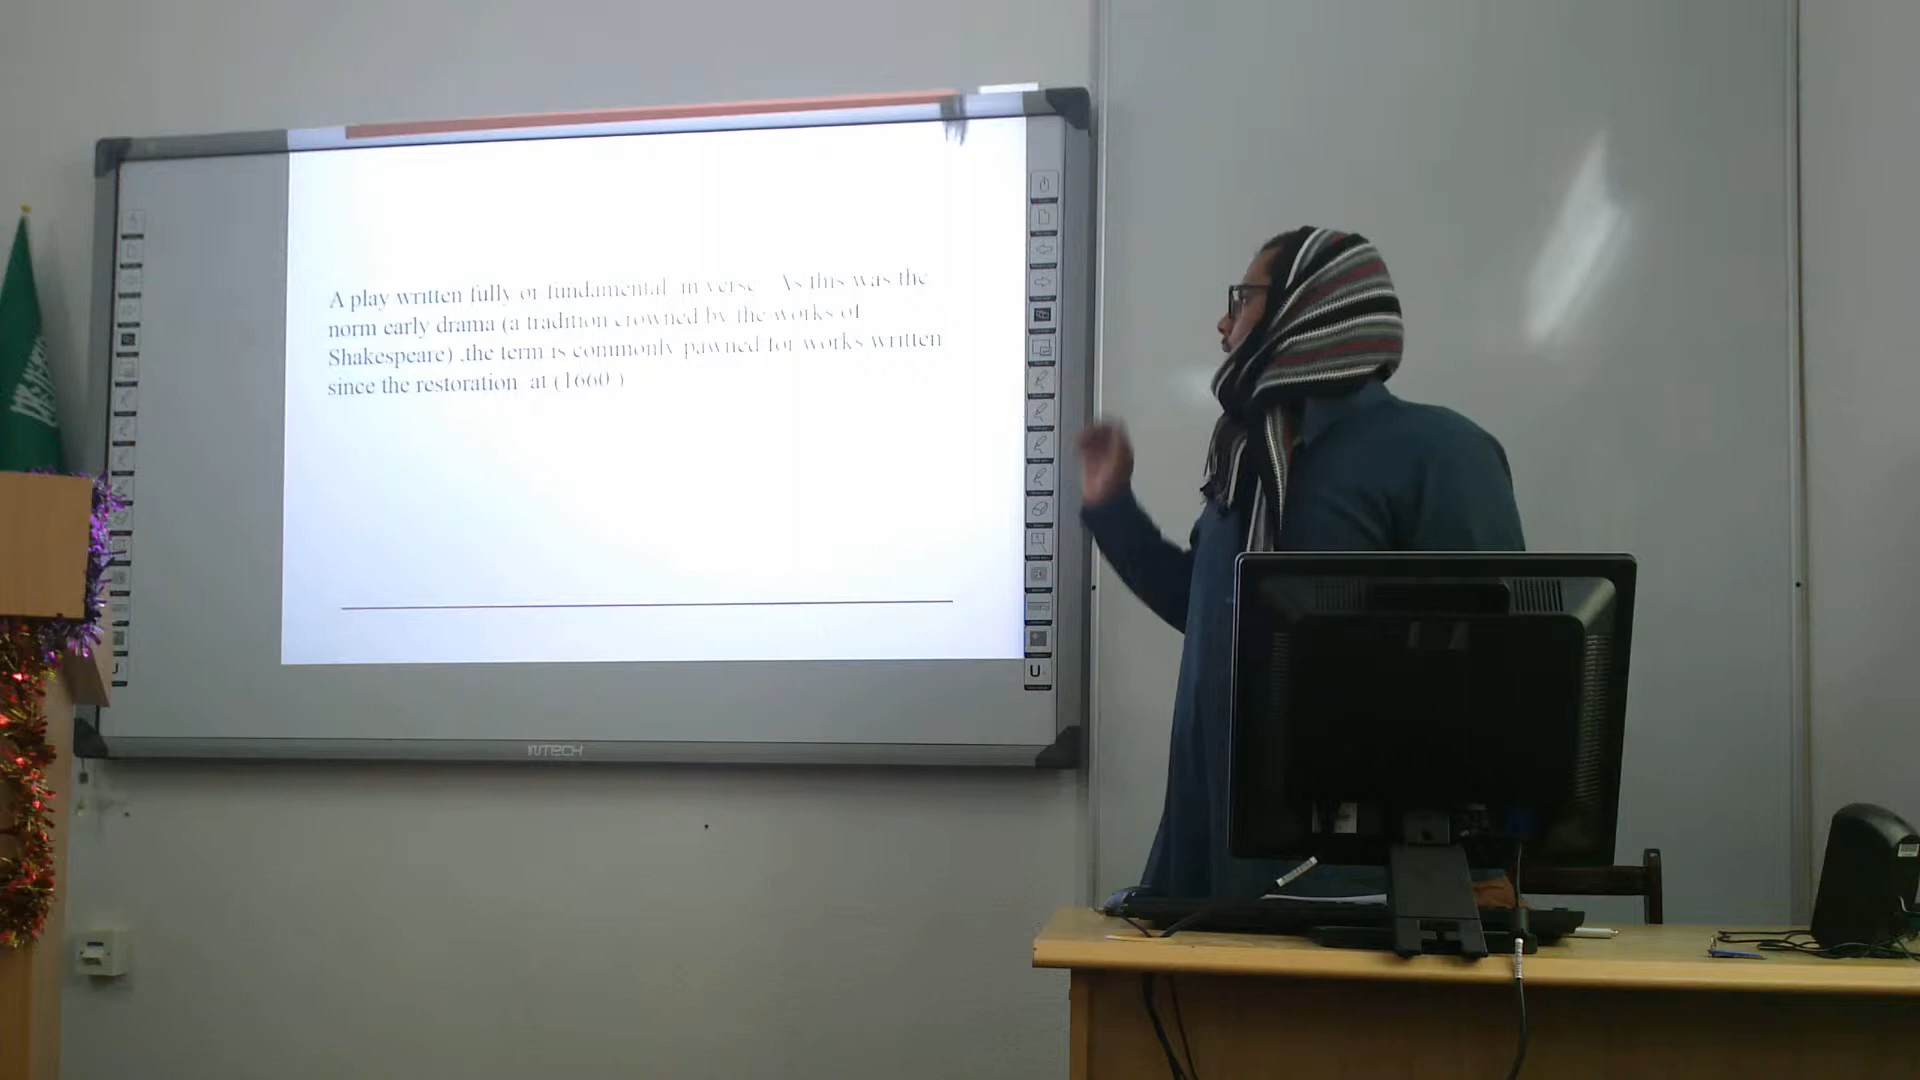 A play written fully or fundamental in verse As this was the
norm early drama (a tradition crowned by the works of
Shakespeare) .the term is commonly pawned for works written
since the restoration at (1660 )
U
U
INTECH